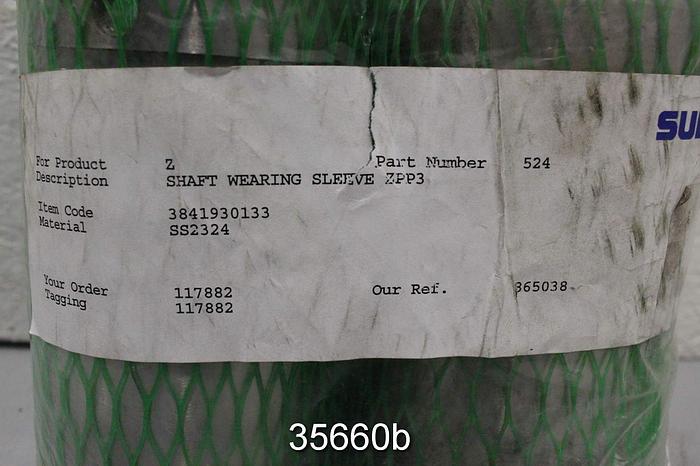 SU
For Product Z Part Number 524
Description SHAFT WEARING SLEEVE ZPP3
Item Code 3841930133
Material SS2324
Your Order 117882 Our Ref. 365038
Tagging 117882
35660b